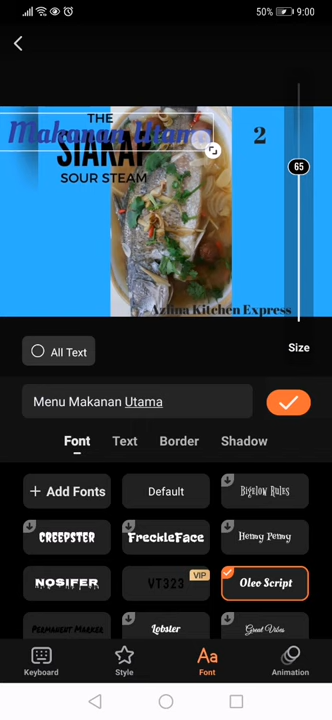 50% 9:00
THE
Makanan Utama
2
SIAKAP
SOUR STEAM
65
Azlina Kitchen Express
All Text
Size
Menu Makanan Utama
Font Text Border Shadow
+ Add Fonts Default Bigelow Rules
CREEPSTER FreckleFace Henny Penny
NOSIFER VT323 VIP Oleo Script
Permanent Marker Lobster Great Vibes
Keyboard Style Font Animation